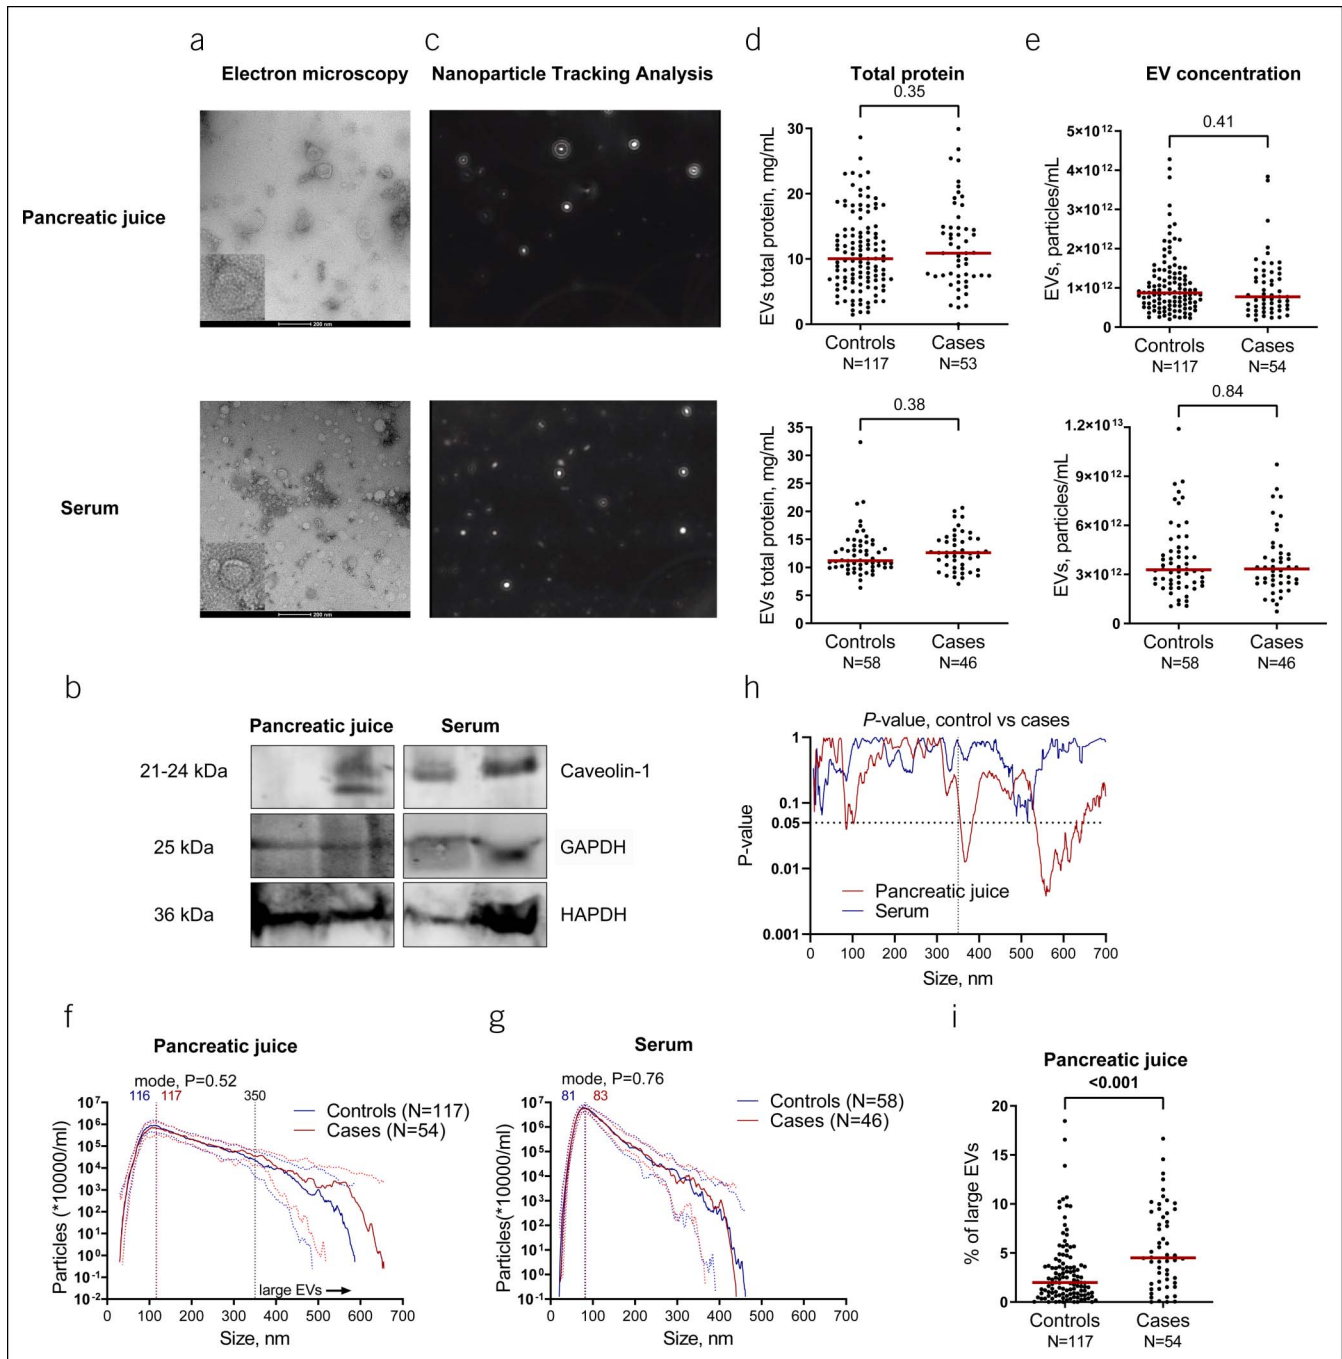 a
c
d
e
Electron microscopy
Nanoparticle Tracking Analysis
Total protein
EV concentration
Pancreatic juice
200 nm
EVs total protein, mg/mL
30
20
10
0
0.35
Controls
N=117
Cases
N=53
EVs, particles/mL
5×10¹²
4×10¹²
3×10¹²
2×10¹²
1×10¹²
0
0.41
Controls
N=117
Cases
N=54
Serum
200 nm
EVs total protein, mg/mL
35
30
25
20
15
10
5
0
0.38
Controls
N=58
Cases
N=46
EVs, particles/mL
1.2×10¹³
9×10¹²
6×10¹²
3×10¹²
0
0.84
Controls
N=58
Cases
N=46
b
Pancreatic juice
Serum
21-24 kDa
Caveolin-1
25 kDa
GAPDH
36 kDa
HAPDH
h
P-value, control vs cases
P-value
1
0.1
0.05
0.01
0.001
Pancreatic juice
Serum
0 100 200 300 400 500 600 700
Size, nm
f
Pancreatic juice
mode, P=0.52
116 117 350
Controls (N=117)
Cases (N=54)
Particles (*10000/ml)
10⁷
10⁶
10⁵
10⁴
10³
10²
10¹
10⁰
10⁻¹
10⁻²
large EVs
0 100 200 300 400 500 600 700
Size, nm
g
Serum
mode, P=0.76
81 83
Controls (N=58)
Cases (N=46)
Particles(*10000/ml)
10⁷
10⁶
10⁵
10⁴
10³
10²
10¹
10⁰
10⁻¹
0 100 200 300 400 500 600 700
Size, nm
i
Pancreatic juice
<0.001
% of large EVs
20
15
10
5
0
Controls
N=117
Cases
N=54